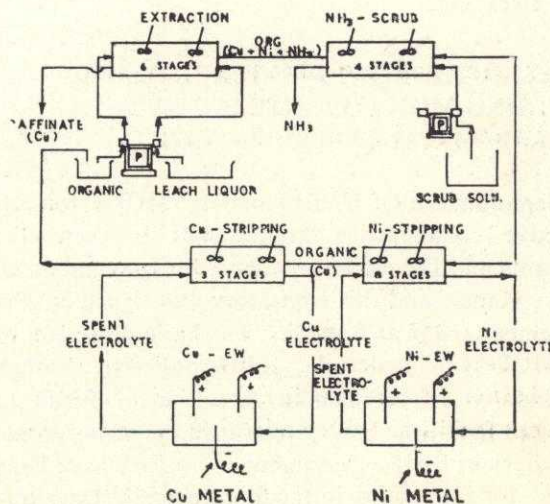 EXTRACTION
NH₃-SCRUB
ORG
(Cu + Ni + NH₃)
6 STAGES
4 STAGES
AFFINATE
NH₃
P
P
ORGANIC
LEACH LIQUOR
SCRUB SOLN.
Cu-STRIPPING
Ni-STPIPPING
ORGANIC
(Cu)
3 STAGES
STAGES
SPENT
ELECTROLYTE
Cu
ELECTROLYTE
Ni
ELECTROLYTE
SPENT
ELECTRO-
LYTE
Cu - EW
Ni - EW
+ +
+ +
-
-
Cu METAL
Ni METAL